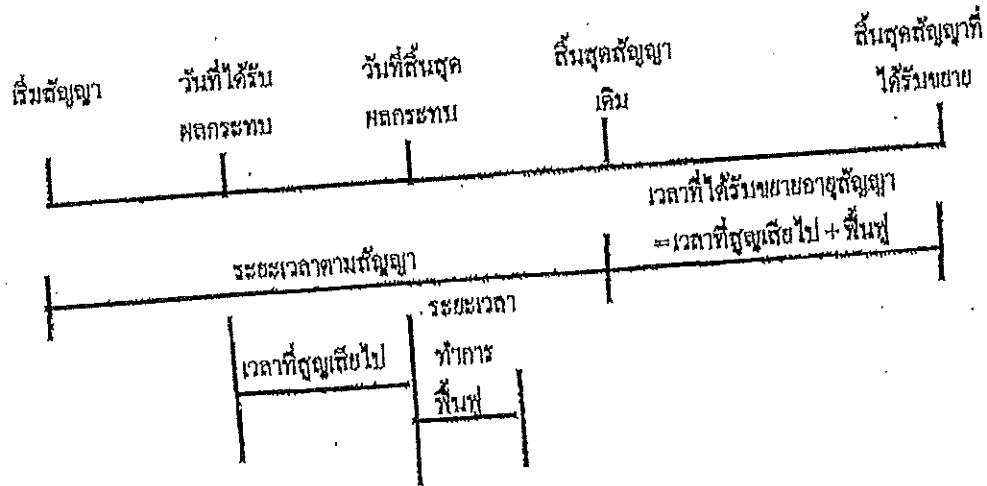 เริ่มสัญญา
วันที่ได้รับ
ผลกระทบ
วันที่สิ้นสุด
ผลกระทบ
สิ้นสุดสัญญา
เดิม
สิ้นสุดสัญญาที่
ได้รับขยาย
เวลาที่ได้รับขยายอายุสัญญา
=เวลาที่สูญเสียไป+ฟื้นฟู
ระยะเวลาตามสัญญา
เวลาที่สูญเสียไป
ระยะเวลา
ทำการ
ฟื้นฟู